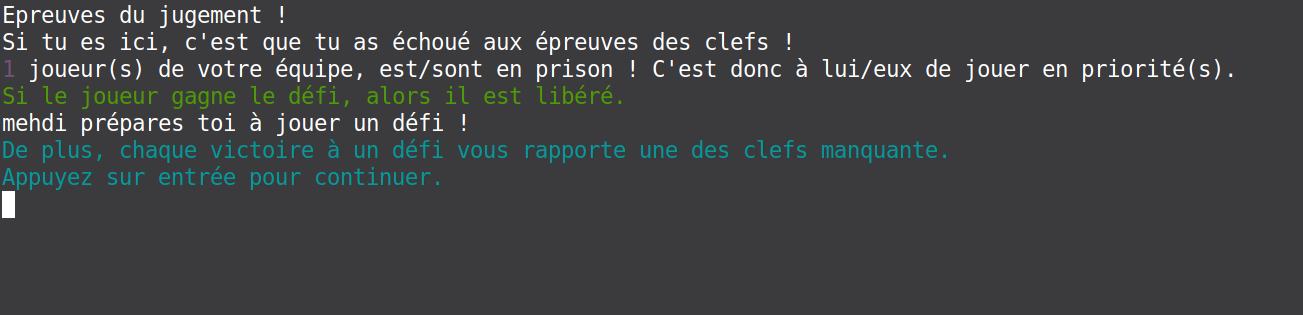 Epreuves du jugement !
Si tu es ici, c'est que tu as échoué aux épreuves des clefs !
1 joueur(s) de votre équipe, est/sont en prison ! C'est donc à lui/eux de jouer en priorité(s).
Si le joueur gagne le défi, alors il est libéré.
mehdi prépares toi à jouer un défi !
De plus, chaque victoire à un défi vous rapporte une des clefs manquante.
Appuyez sur entrée pour continuer.